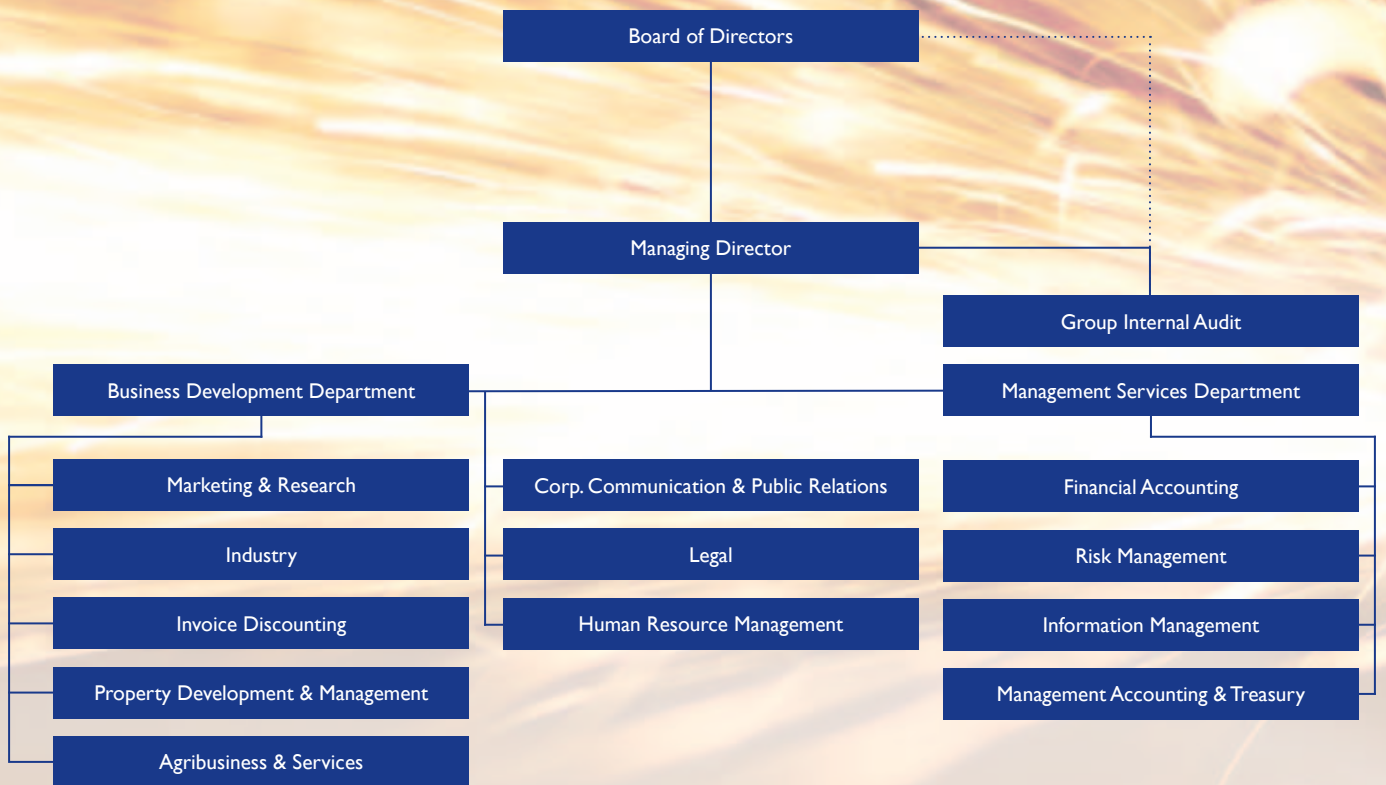 Board of Directors
Managing Director
Group Internal Audit
Business Development Department
Management Services Department
Marketing & Research
Corp. Communication & Public Relations
Financial Accounting
Industry
Legal
Risk Management
Invoice Discounting
Human Resource Management
Information Management
Property Development & Management
Management Accounting & Treasury
Agribusiness & Services